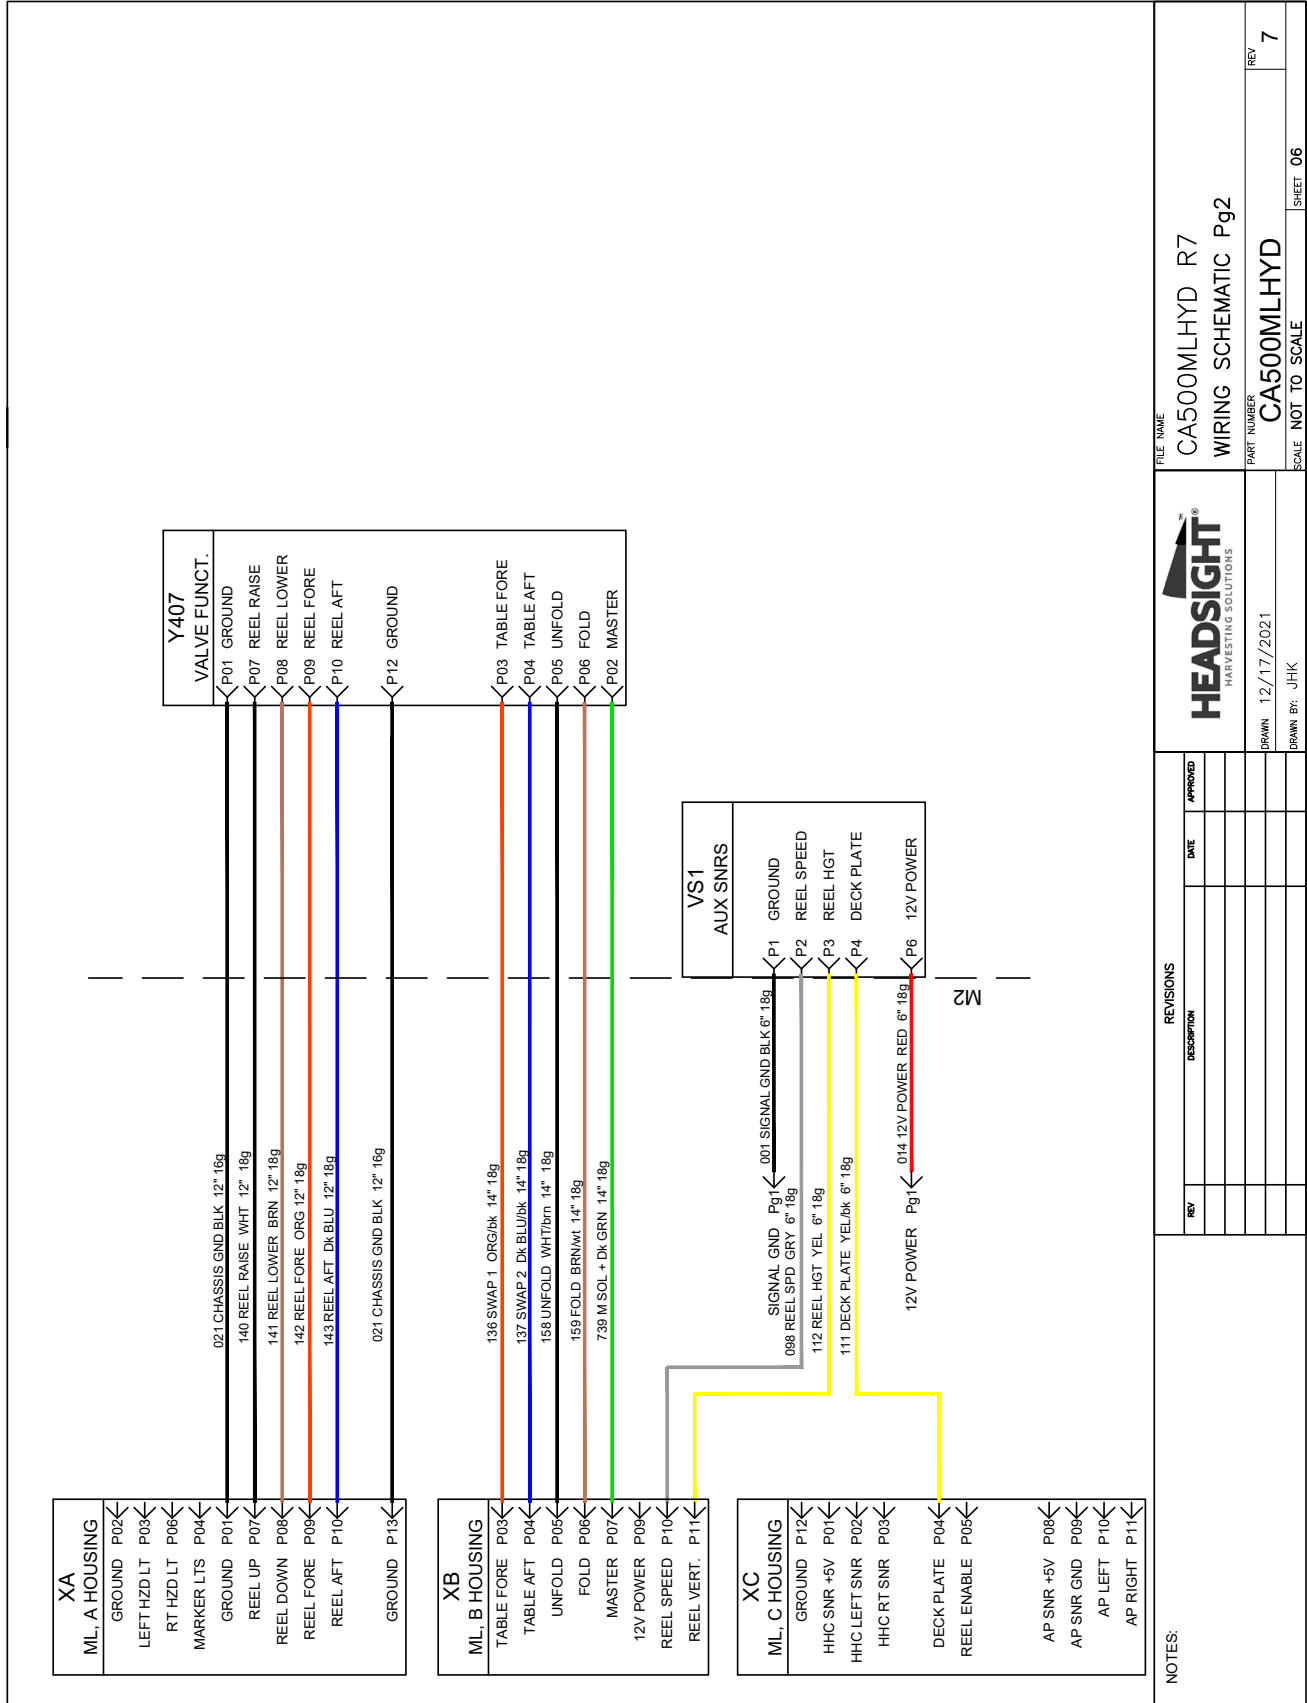 XA
ML, A HOUSING
GROUND P02
LEFT HZD LT P03
RT HZD LT P06
MARKER LTS P04
GROUND P01
REEL UP P07
REEL DOWN P08
REEL FORE P09
REEL AFT P10
GROUND P13
021 CHASSIS GND BLK 12" 16g
140 REEL RAISE WHT 12" 18g
141 REEL LOWER BRN 12" 18g
142 REEL FORE ORG 12" 18g
143 REEL AFT Dk BLU 12" 18g
021 CHASSIS GND BLK 12" 16g
Y407
VALVE FUNCT.
P01 GROUND
P07 REEL RAISE
P08 REEL LOWER
P09 REEL FORE
P10 REEL AFT
P12 GROUND
P03 TABLE FORE
P04 TABLE AFT
P05 UNFOLD
P06 FOLD
P02 MASTER
XB
ML, B HOUSING
TABLE FORE P03
TABLE AFT P04
UNFOLD P05
FOLD P06
MASTER P07
12V POWER P09
REEL SPEED P10
REEL VERT. P11
136 SWAP 1 ORG/bk 14" 18g
137 SWAP 2 Dk BLU/bk 14" 18g
158 UNFOLD WHT/brn 14" 18g
159 FOLD BRN/wt 14" 18g
739 M SOL + Dk GRN 14" 18g
VS1
AUX SNRS
P1 GROUND
P2 REEL SPEED
P3 REEL HGT
P4 DECK PLATE
P6 12V POWER
M2
001 SIGNAL GND BLK 6" 18g
SIGNAL GND Pg1
098 REEL SPD GRY 6" 18g
112 REEL HGT YEL 6" 18g
111 DECK PLATE YEL/bk 6" 18g
014 12V POWER RED 6" 18g
12V POWER Pg1
XC
ML, C HOUSING
GROUND P12
HHC SNR +5V P01
HHC LEFT SNR P02
HHC RT SNR P03
DECK PLATE P04
REEL ENABLE P05
AP SNR +5V P08
AP SNR GND P09
AP LEFT P10
AP RIGHT P11
NOTES:
REVISIONS
REV DESCRIPTION DATE APPROVED
HEADSIGHT ™ ®
HARVESTING SOLUTIONS
DRAWN 12/17/2021
DRAWN BY: JHK
FILE NAME
CA500MLHYD R7
WIRING SCHEMATIC Pg2
PART NUMBER
CA500MLHYD
REV
7
SCALE NOT TO SCALE
SHEET 06